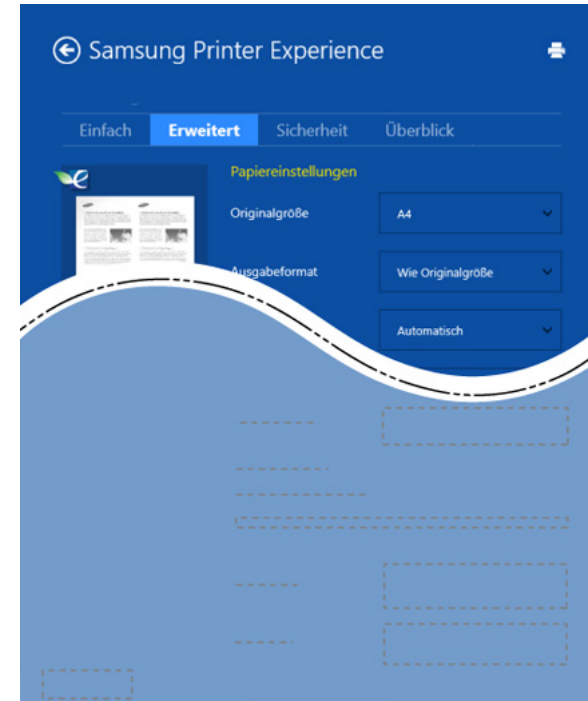 Samsung Printer Experience
Einfach Erweitert Sicherheit Überblick
Papiereinstellungen
Originalgröße A4
Ausgabeformat Wie Originalgröße
Automatisch